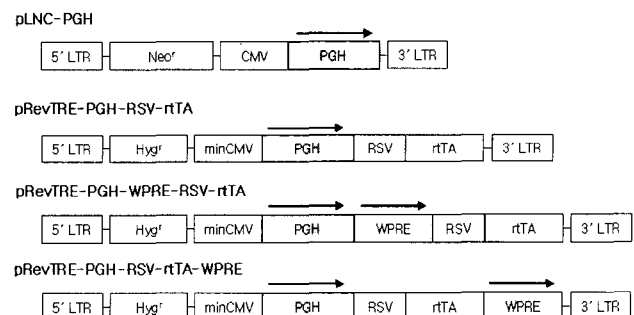 pLNC-PGH
5' LTR Neoʳ CMV PGH 3' LTR
pRevTRE-PGH-RSV-rtTA
5' LTR Hygʳ minCMV PGH RSV rtTA 3' LTR
pRevTRE-PGH-WPRE-RSV-rtTA
5' LTR Hygʳ minCMV PGH WPRE RSV rtTA 3' LTR
pRevTRE-PGH-RSV-rtTA-WPRE
5' LTR Hygʳ minCMV PGH RSV rtTA WPRE 3' LTR